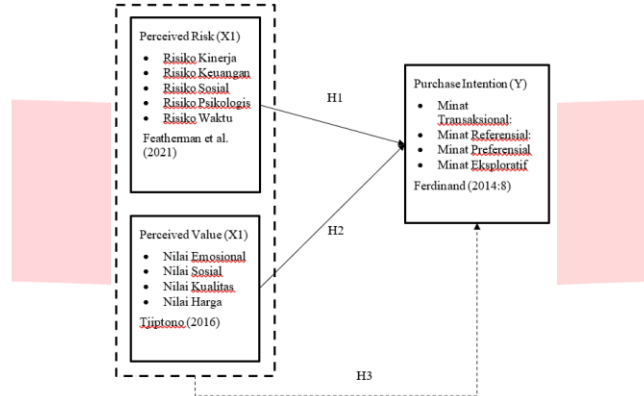 Perceived Risk (X1)
• Risiko Kinerja
• Risiko Keuangan
• Risiko Sosial
• Risiko Psikologis
• Risiko Waktu
Featherman et al.
(2021)
H1
Purchase Intention (Y)
• Minat
Transaksional:
• Minat Referensial:
• Minat Preferensial
• Minat Eksploratif
Ferdinand (2014:8)
H2
Perceived Value (X1)
• Nilai Emosional
• Nilai Sosial
• Nilai Kualitas
• Nilai Harga
Tjiptono (2016)
H3